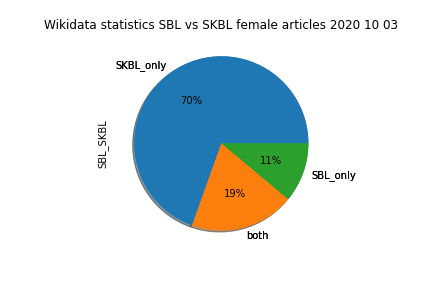 Wikidata statistics SBL vs SKBL female articles 2020 10 03
SKBL_only
70%
SBL_SKBL
11%
SBL_only
19%
both